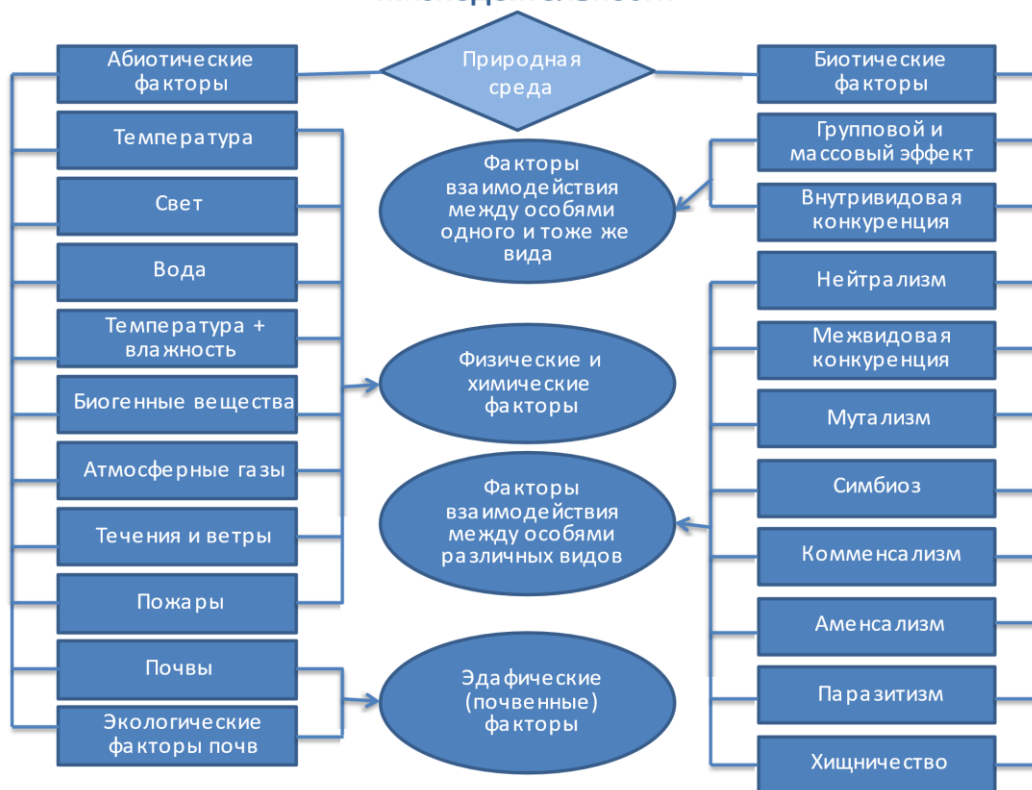 Абиотические
факторы
Природная
среда
Биотические
факторы
Температура
Свет
Вода
Температура +
влажность
Биогенные вещества
Атмосферные газы
Течения и ветры
Пожары
Почвы
Экологические
факторы почв
Факторы
взаимодействия
между особями
одного и тоже же
вида
Физические и
химические
факторы
Факторы
взаимодействия
между особями
различных видов
Эдафические
(почвенные)
факторы
Групповой и
массовый эффект
Внутривидовая
конкуренция
Нейтрализм
Межвидовая
конкуренция
Мутализм
Симбиоз
Комменсализм
Аменсализм
Паразитизм
Хищничество